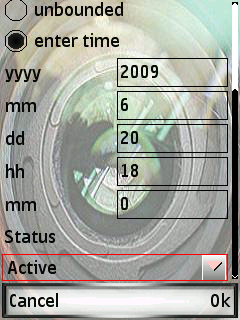 unbounded
enter time
yyyy 2009
mm 6
dd 20
hh 18
mm 0
Status
Active
Cancel Ok